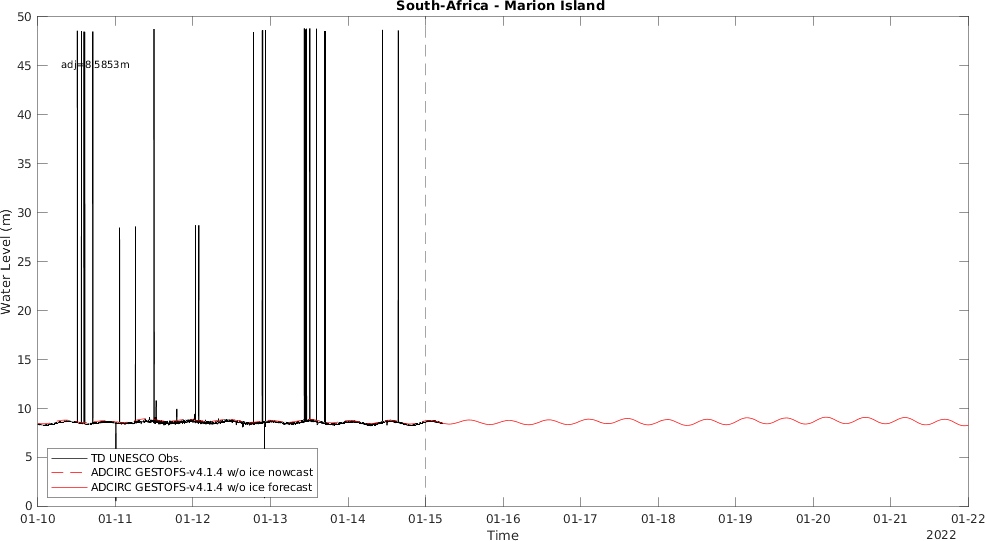 South-Africa - Marion Island
50
45
40
35
30
25
20
15
10
5
0
Water Level (m)
adj=8.5853m
TD UNESCO Obs.
ADCIRC GESTOFS-v4.1.4 w/o ice nowcast
ADCIRC GESTOFS-v4.1.4 w/o ice forecast
01-10 01-11 01-12 01-13 01-14 01-15 01-16 01-17 01-18 01-19 01-20 01-21 01-22
Time
2022